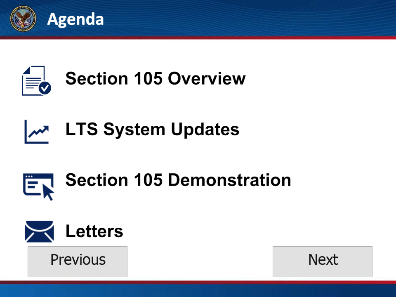 Agenda
Section 105 Overview
LTS System Updates
Section 105 Demonstration
Letters
Previous
Next